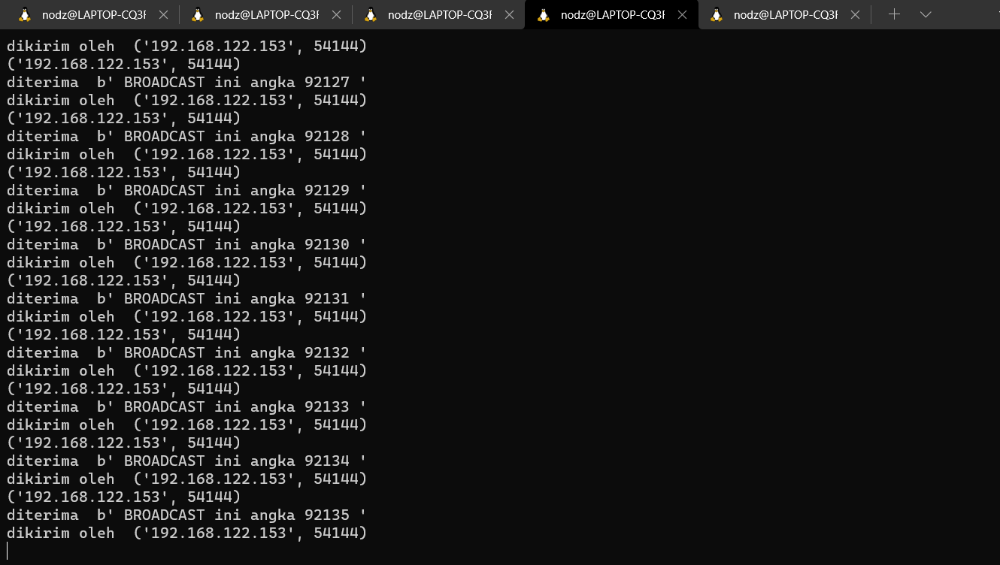 nodz@LAPTOP-CQ3F nodz@LAPTOP-CQ3F nodz@LAPTOP-CQ3F nodz@LAPTOP-CQ3F nodz@LAPTOP-CQ3F
dikirim oleh  ('192.168.122.153', 54144)
('192.168.122.153', 54144)
diterima  b' BROADCAST ini angka 92127 '
dikirim oleh  ('192.168.122.153', 54144)
('192.168.122.153', 54144)
diterima  b' BROADCAST ini angka 92128 '
dikirim oleh  ('192.168.122.153', 54144)
('192.168.122.153', 54144)
diterima  b' BROADCAST ini angka 92129 '
dikirim oleh  ('192.168.122.153', 54144)
('192.168.122.153', 54144)
diterima  b' BROADCAST ini angka 92130 '
dikirim oleh  ('192.168.122.153', 54144)
('192.168.122.153', 54144)
diterima  b' BROADCAST ini angka 92131 '
dikirim oleh  ('192.168.122.153', 54144)
('192.168.122.153', 54144)
diterima  b' BROADCAST ini angka 92132 '
dikirim oleh  ('192.168.122.153', 54144)
('192.168.122.153', 54144)
diterima  b' BROADCAST ini angka 92133 '
dikirim oleh  ('192.168.122.153', 54144)
('192.168.122.153', 54144)
diterima  b' BROADCAST ini angka 92134 '
dikirim oleh  ('192.168.122.153', 54144)
('192.168.122.153', 54144)
diterima  b' BROADCAST ini angka 92135 '
dikirim oleh  ('192.168.122.153', 54144)